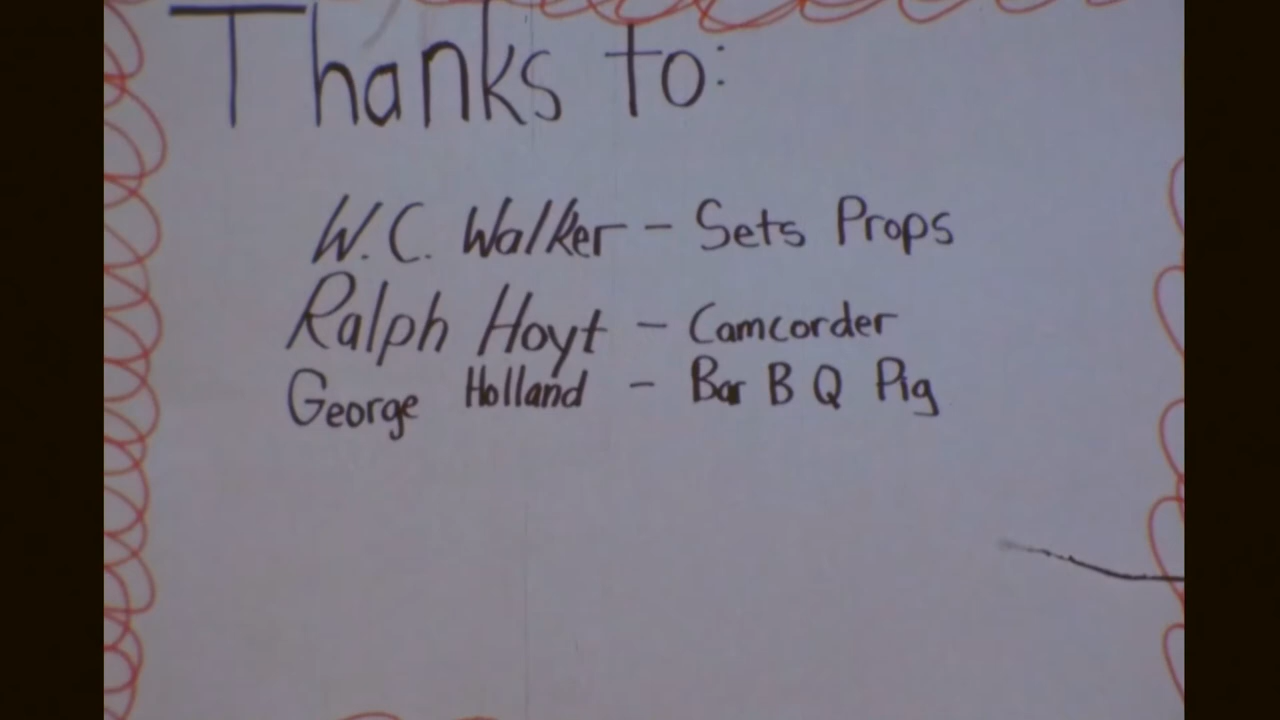 Thanks to:
W.C. Walker - Sets Props
Ralph Hoyt - Camcorder
George Holland - Bar B Q Pig